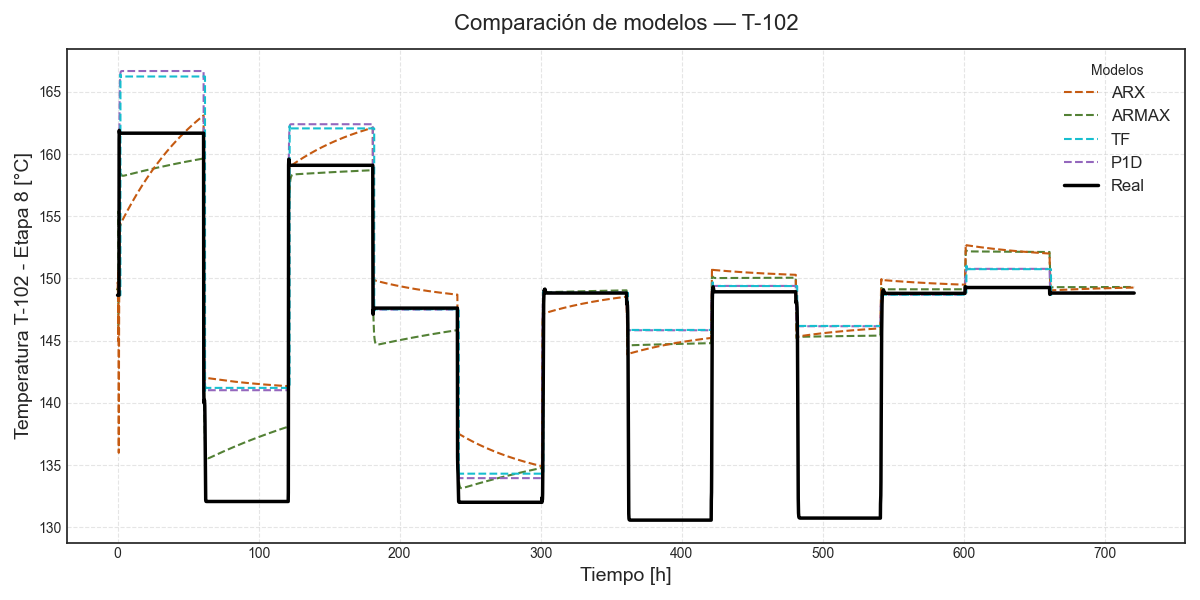 Comparación de modelos — T-102
Temperatura T-102 - Etapa 8 [°C]
165
160
155
150
145
140
135
130
0
100
200
300
400
500
600
700
Tiempo [h]
Modelos
ARX
ARMAX
TF
P1D
Real